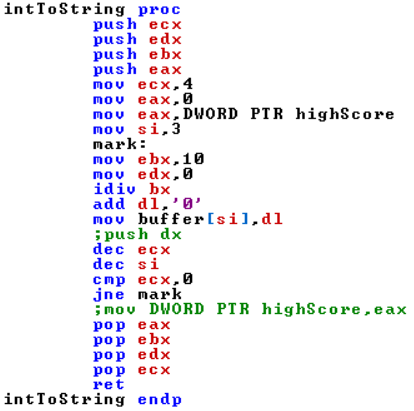 intToString proc
push ecx
push edx
push ebx
push eax
mov ecx,4
mov eax,0
mov eax,DWORD PTR highScore
mov si,3
mark:
mov ebx,10
mov edx,0
idiv bx
add dl,'0'
mov buffer[si],dl
;push dx
dec ecx
dec si
cmp ecx,0
jne mark
;mov DWORD PTR highScore,eax
pop eax
pop ebx
pop edx
pop ecx
ret
intToString endp